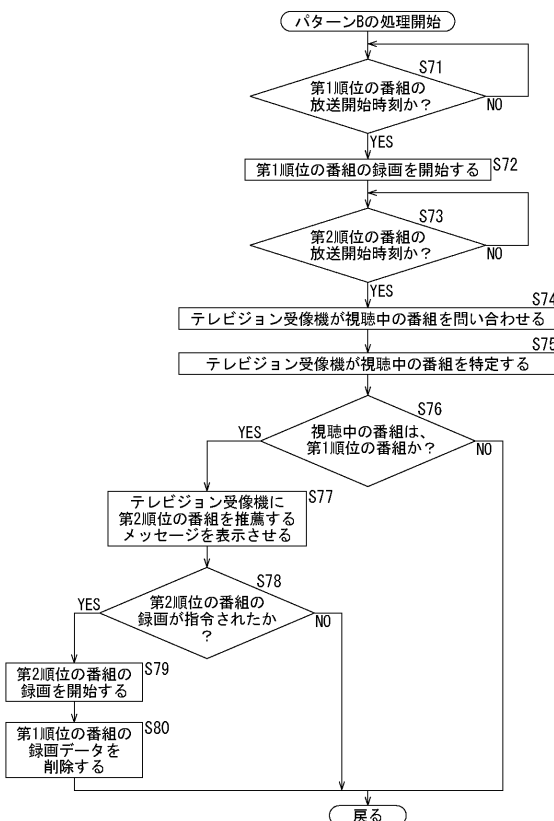 パターンBの処理開始
S71
第1順位の番組の
放送開始時刻か？
NO
YES
第1順位の番組の録画を開始する
S72
S73
第2順位の番組の
放送開始時刻か？
NO
YES
S74
テレビジョン受像機が視聴中の番組を問い合わせる
S75
テレビジョン受像機が視聴中の番組を特定する
S76
YES
視聴中の番組は、
第1順位の番組か？
NO
S77
テレビジョン受像機に
第2順位の番組を推薦する
メッセージを表示させる
S78
YES
第2順位の番組の
録画が指令されたか
？
NO
S79
第2順位の番組の
録画を開始する
S80
第1順位の番組の
録画データを
削除する
戻る